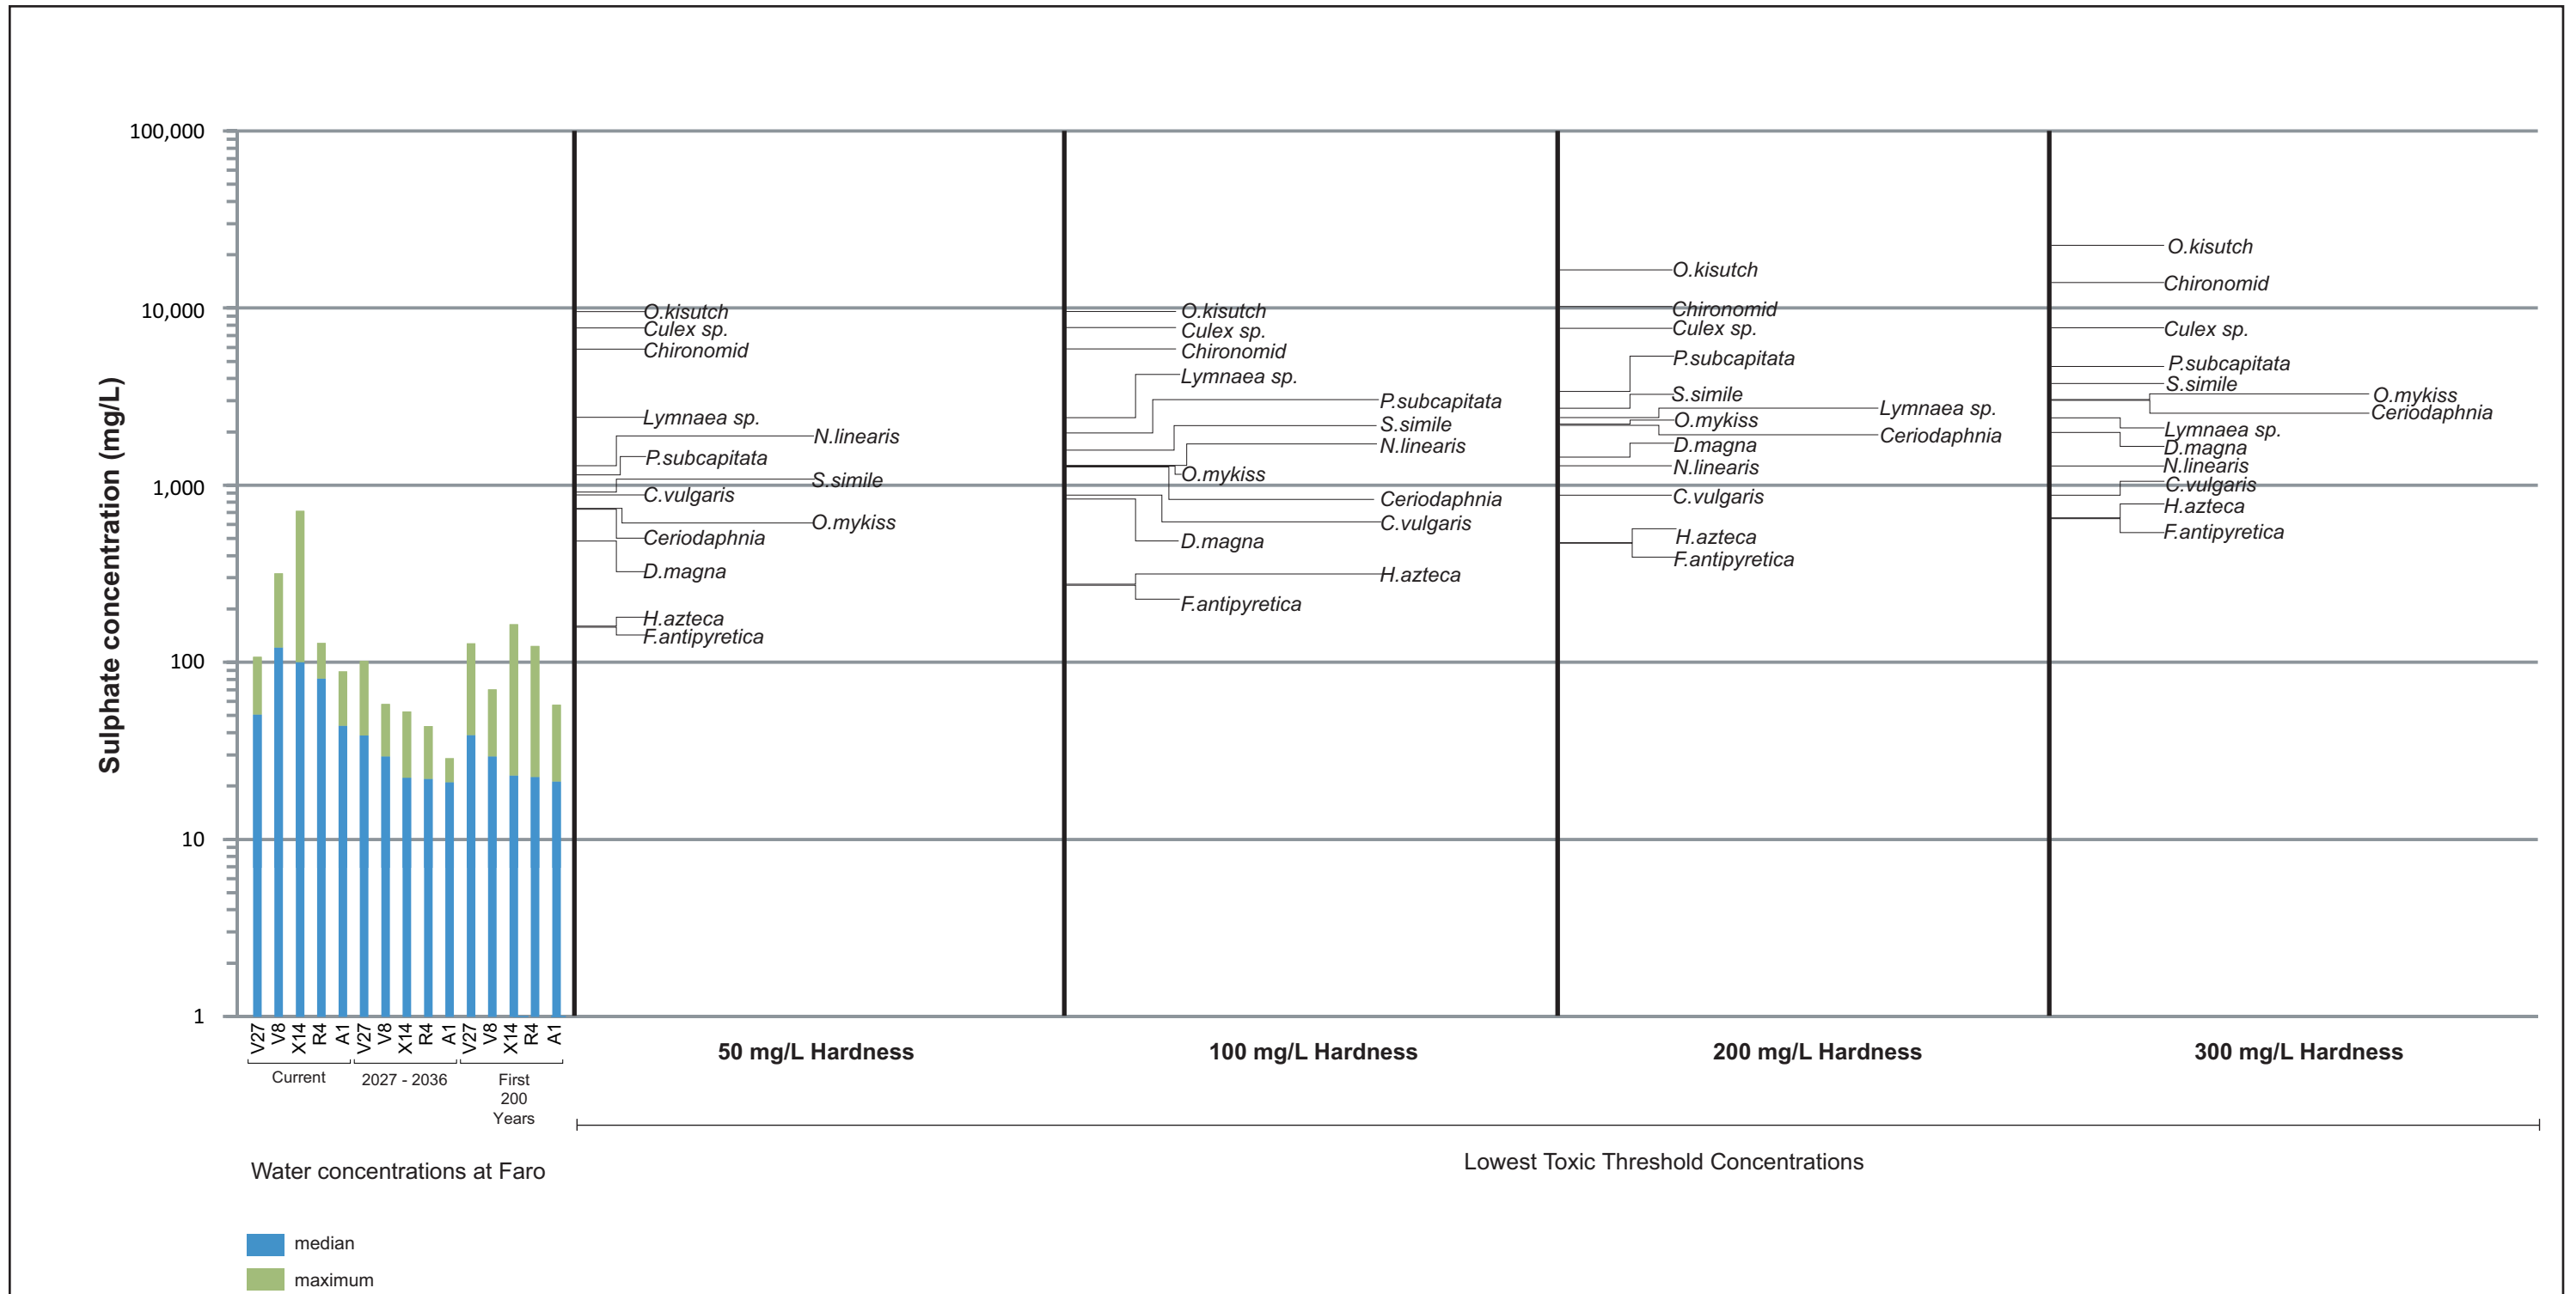 Sulphate concentration (mg/L)
100,000
10,000
1,000
100
10
1
V27
V8
X14
R4
A1
V27
V8
X14
R4
A1
V27
V8
X14
R4
A1
Current
2027 - 2036
First
200
Years
Water concentrations at Faro
median
maximum
O.kisutch
Culex sp.
Chironomid
Lymnaea sp.
N.linearis
P.subcapitata
S.simile
C.vulgaris
O.mykiss
Ceriodaphnia
D.magna
H.azteca
F.antipyretica
50 mg/L Hardness
O.kisutch
Culex sp.
Chironomid
Lymnaea sp.
P.subcapitata
S.simile
N.linearis
O.mykiss
Ceriodaphnia
C.vulgaris
D.magna
H.azteca
F.antipyretica
100 mg/L Hardness
O.kisutch
Chironomid
Culex sp.
P.subcapitata
S.simile
Lymnaea sp.
O.mykiss
Ceriodaphnia
D.magna
N.linearis
C.vulgaris
H.azteca
F.antipyretica
200 mg/L Hardness
O.kisutch
Chironomid
Culex sp.
P.subcapitata
S.simile
O.mykiss
Ceriodaphnia
Lymnaea sp.
D.magna
N.linearis
C.vulgaris
H.azteca
F.antipyretica
300 mg/L Hardness
Lowest Toxic Threshold Concentrations